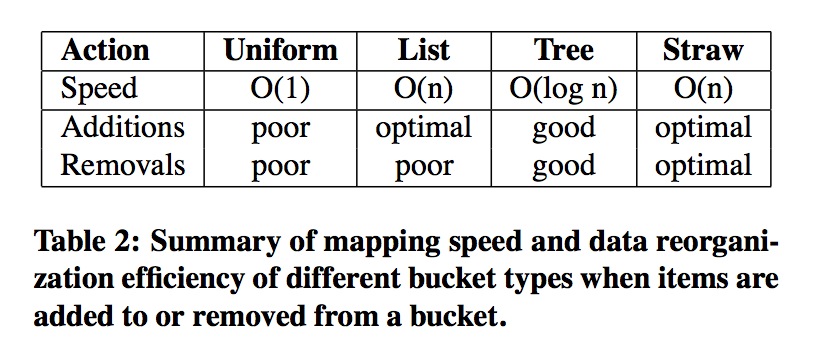 Action Uniform List Tree Straw
Speed O(1) O(n) O(log n) O(n)
Additions poor optimal good optimal
Removals poor poor good optimal
Table 2: Summary of mapping speed and data reorgani-
zation efficiency of different bucket types when items are
added to or removed from a bucket.